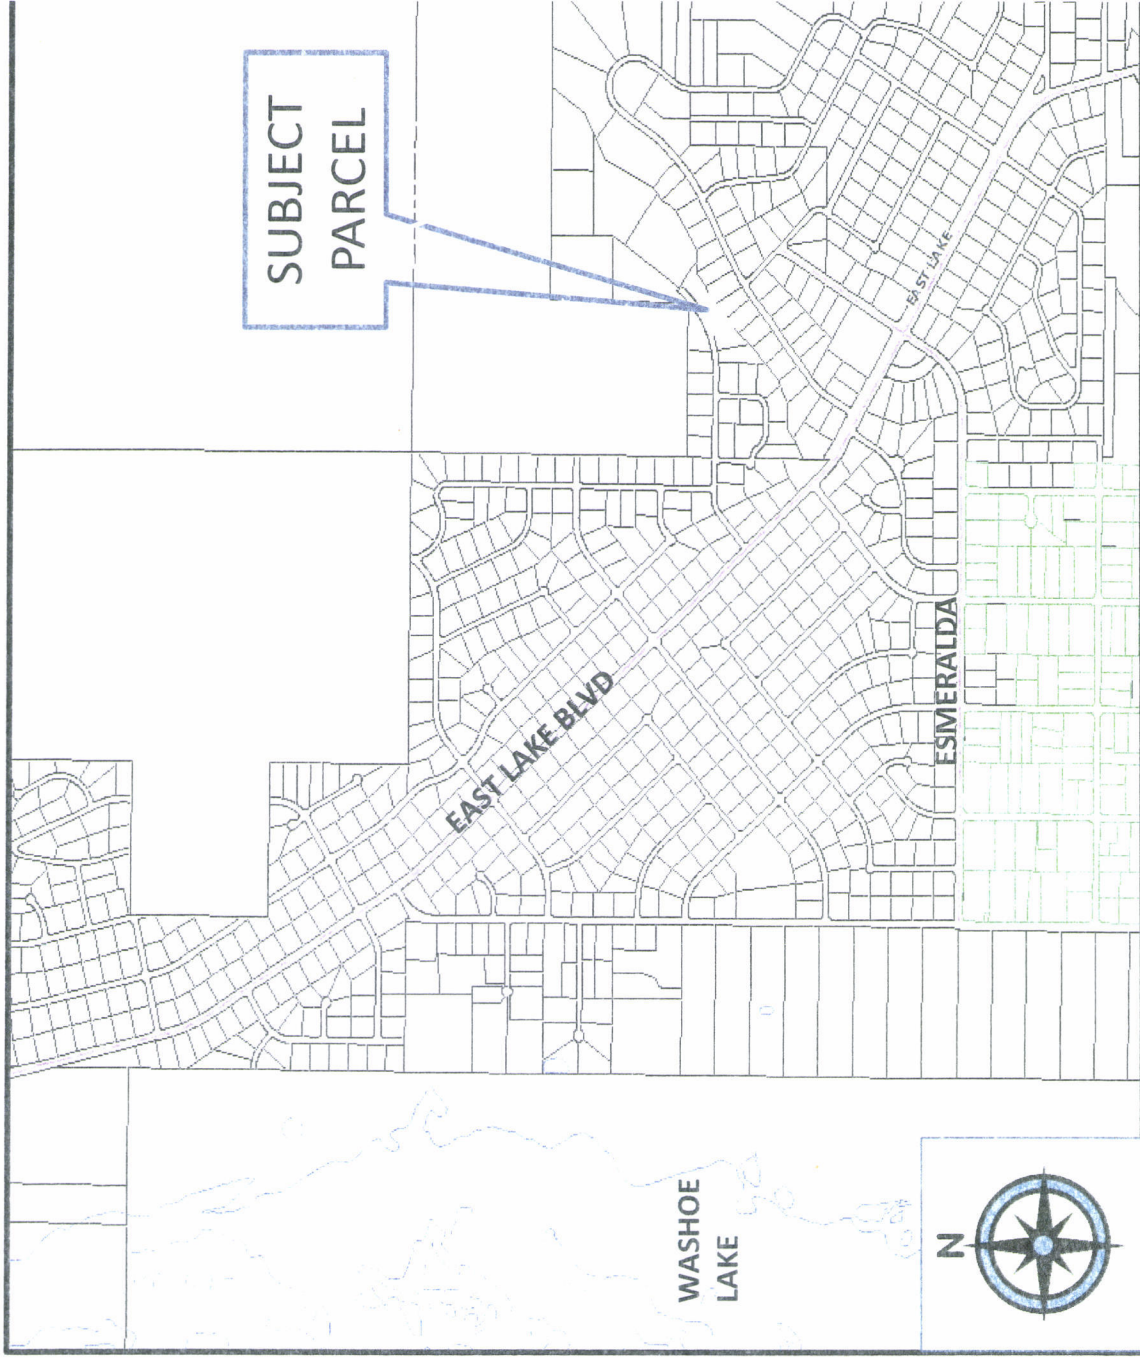 SUBJECT
PARCEL
EAST LAKE
EAST LAKE BLVD
ESMERALDA
WASHOE
LAKE
N